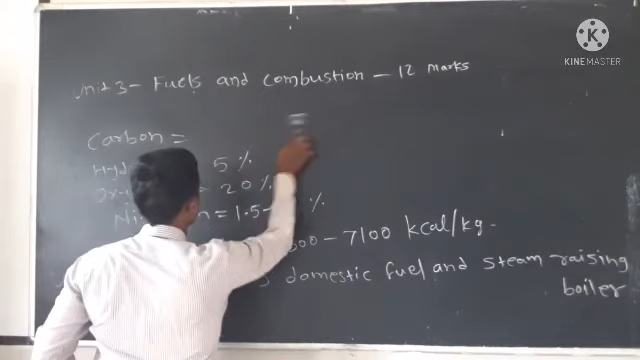 KINEMASTER
Unit 3 - Fuels and combustion - 12 marks
Carbon =
5 %
20 %
= 1.5 - %
- 7100 kcal/kg.
domestic fuel and steam raising
boiler